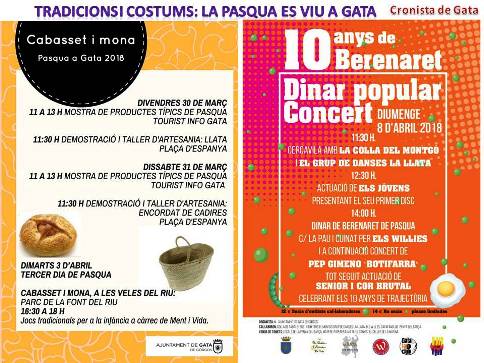 TRADICIONS I COSTUMS: LA PASQUA ES VIU A GATA
Cronista de Gata
Cabasset i mona
Pasqua a Gata 2018
DIVENDRES 30 DE MARÇ
11 A 13 H MOSTRA DE PRODUCTES TÍPICS DE PASQUA
TOURIST INFO GATA
11:30 H DEMOSTRACIÓ I TALLER D'ARTESANIA: LLATA
PLAÇA D'ESPANYA
DISSABTE 31 DE MARÇ
11 A 13 H MOSTRA DE PRODUCTES TÍPICS DE PASQUA
TOURIST INFO GATA
11:30 H DEMOSTRACIÓ I TALLER D'ARTESANIA:
ENCORDAT DE CADIRES
PLAÇA D'ESPANYA
DIMARTS 3 D'ABRIL
TERCER DIA DE PASQUA
CABASSET I MONA, A LES VELES DEL RIU:
PARC DE LA FONT DEL RIU
16:30 A 18 H
Jocs tradicionals per a la infància a càrrec de Ment i Vida.
AJUNTAMENT DE GATA
DE GORGOS
10 anys de
Berenaret
Dinar popular
Concert
DIUMENGE
8 D'ABRIL 2018
11:30 H.
CERCAVILA AMB LA COLLA DEL MONTGÓ
I EL GRUP DE DANSES LA LLATA
12:30 H.
ACTUACIÓ DE ELS JÓVENS
PRESENTANT EL SEU PRIMER DISC
14:00 H.
DINAR DE BERENARET DE PASQUA
C/ LA PAU I CUINAT PER ELS WILLIES
I A CONTINUACIÓ CONCERT DE
PEP GIMENO 'BOTIFARRA'
TOT SEGUIT ACTUACIÓ DE
SENIOR I COR BRUTAL
CELEBRANT ELS 10 ANYS DE TRAJECTÒRIA